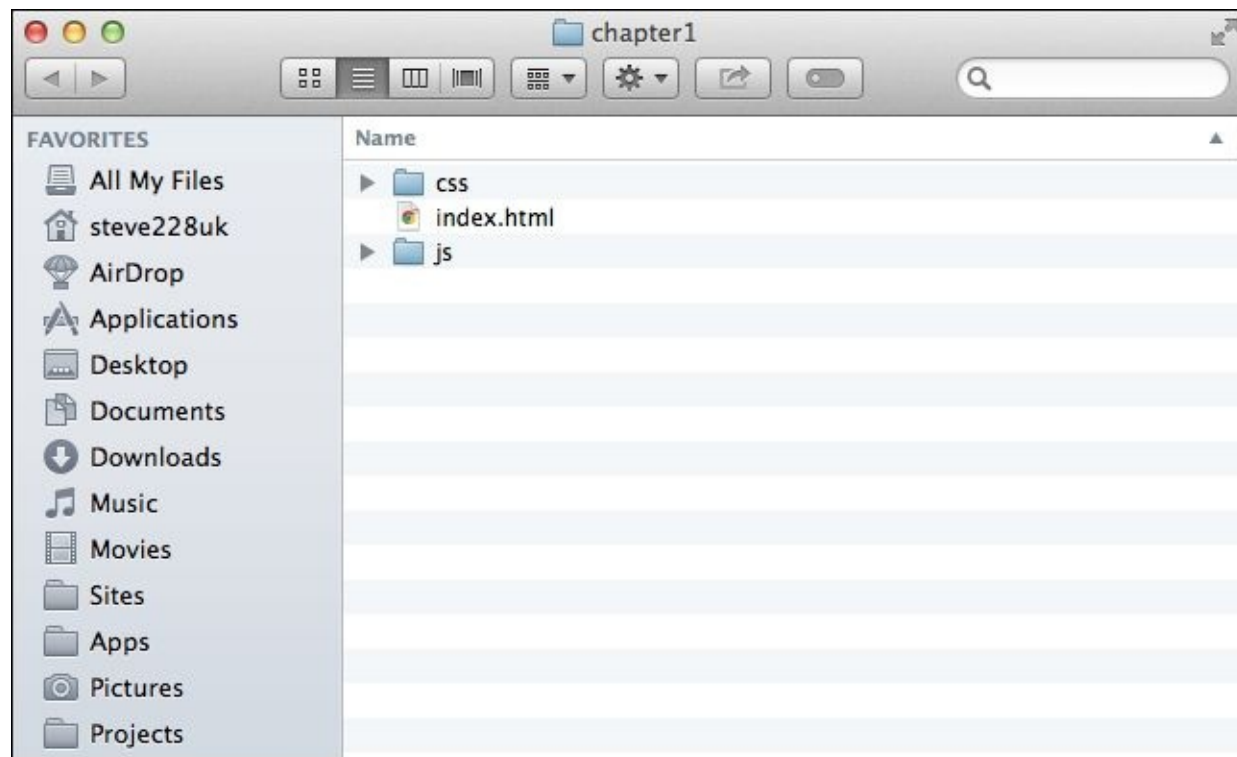 chapter1
FAVORITES
All My Files
steve228uk
AirDrop
Applications
Desktop
Documents
Downloads
Music
Movies
Sites
Apps
Pictures
Projects
Name
css
index.html
js